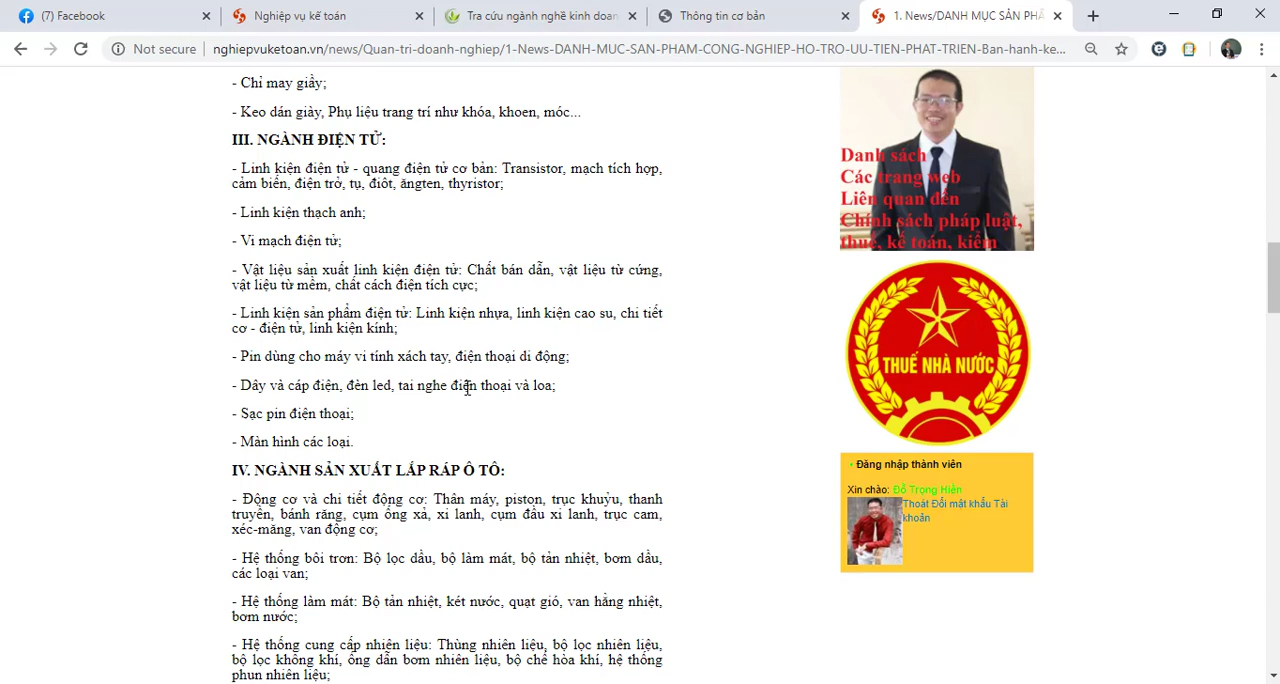 (7) Facebook
Nghiệp vụ kế toán
Tra cứu ngành nghề kinh doan
Thông tin cơ bản
1. News/DANH MỤC SẢN PHẨ
Not secure
nghiepvuketoan.vn/news/Quan-tri-doanh-nghiep/1-News-DANH-MUC-SAN-PHAM-CONG-NGHIEP-HO-TRO-UU-TIEN-PHAT-TRIEN-Ban-hanh-ke...
- Chỉ may giầy;
- Keo dán giày, Phụ liệu trang trí như khóa, khoen, móc...
III. NGÀNH ĐIỆN TỬ:
- Linh kiện điện tử - quang điện tử cơ bản: Transistor, mạch tích hợp,
cảm biến, điện trở, tụ, điôt, ăngten, thyristor;
- Linh kiện thạch anh;
- Vi mạch điện tử;
- Vật liệu sản xuất linh kiện điện tử: Chất bán dẫn, vật liệu từ cứng,
vật liệu từ mềm, chất cách điện tích cực;
- Linh kiện sản phẩm điện tử: Linh kiện nhựa, linh kiện cao su, chi tiết
cơ - điện tử, linh kiện kính;
- Pin dùng cho máy vi tính xách tay, điện thoại di động;
- Dây và cáp điện, đèn led, tai nghe điện thoại và loa;
- Sạc pin điện thoại;
- Màn hình các loại.
IV. NGÀNH SẢN XUẤT LẮP RÁP Ô TÔ:
- Động cơ và chi tiết động cơ: Thân máy, piston, trục khuỷu, thanh
truyền, bánh răng, cụm ống xả, xi lanh, cụm đầu xi lanh, trục cam,
xéc-măng, van động cơ;
- Hệ thống bôi trơn: Bộ lọc dầu, bộ làm mát, bộ tản nhiệt, bơm dầu,
các loại van;
- Hệ thống làm mát: Bộ tản nhiệt, két nước, quạt gió, van hằng nhiệt,
bơm nước;
- Hệ thống cung cấp nhiên liệu: Thùng nhiên liệu, bộ lọc nhiên liệu,
bộ lọc không khí, ống dẫn bơm nhiên liệu, bộ chế hòa khí, hệ thống
phun nhiên liệu;
Danh sách
Các trang web
Liên quan đến
Chính sách pháp luật,
thuế, kế toán, kiểm
THUẾ NHÀ NƯỚC
Đăng nhập thành viên
Xin chào: Đỗ Trọng Hiến
Thoát Đổi mật khẩu Tài
khoản